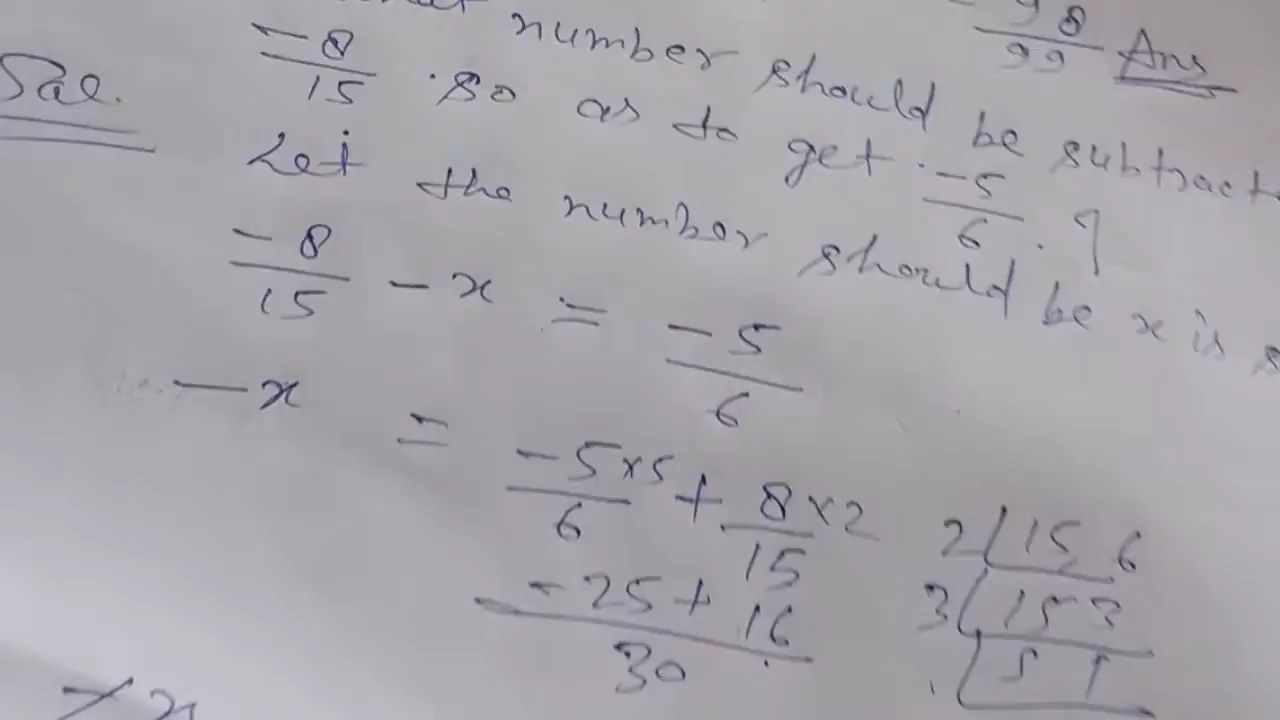 number should be subtract
-8/15 so as to get -5/6 ?
98/99 Ans
Sol. Let the number should be x is
-8/15 - x = -5/6
-x = -5×5/6 + 8×2/15
-25 + 16/30
2 | 15, 6
3 | 15 3
5 1
-x